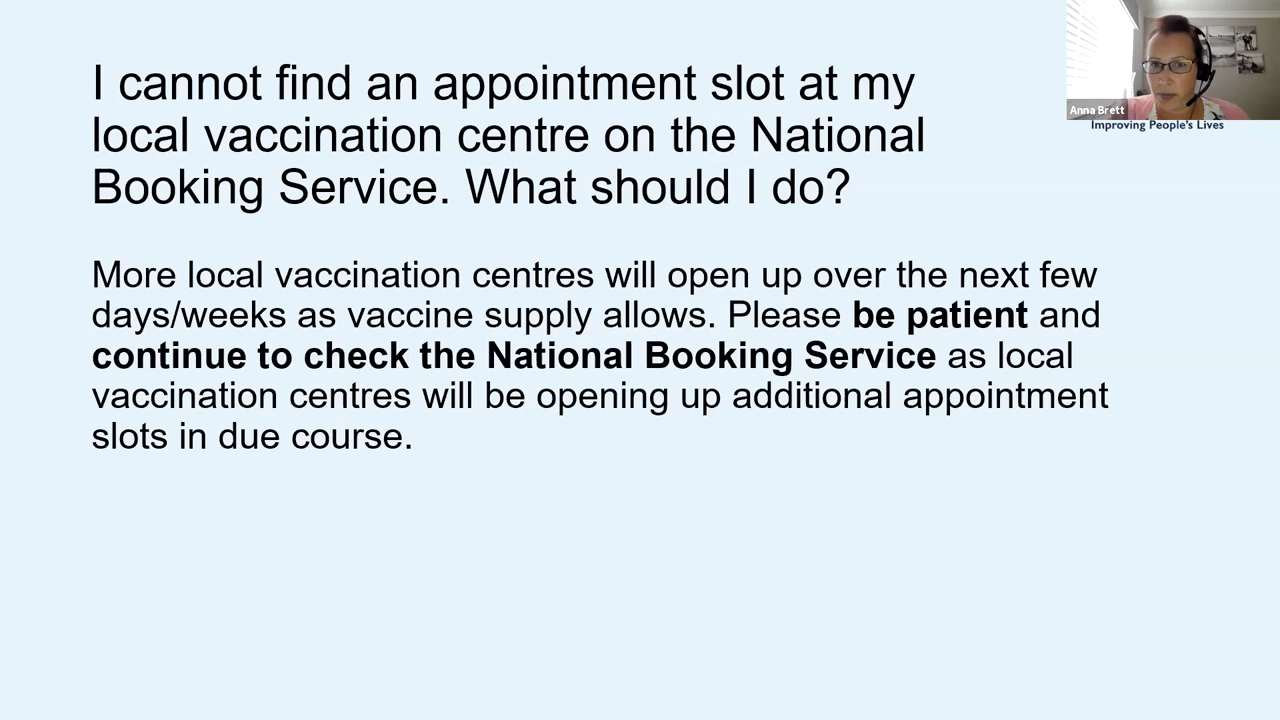 I cannot find an appointment slot at my
local vaccination centre on the National
Booking Service. What should I do?
Anna Brett
Improving People's Lives
More local vaccination centres will open up over the next few
days/weeks as vaccine supply allows. Please be patient and
continue to check the National Booking Service as local
vaccination centres will be opening up additional appointment
slots in due course.